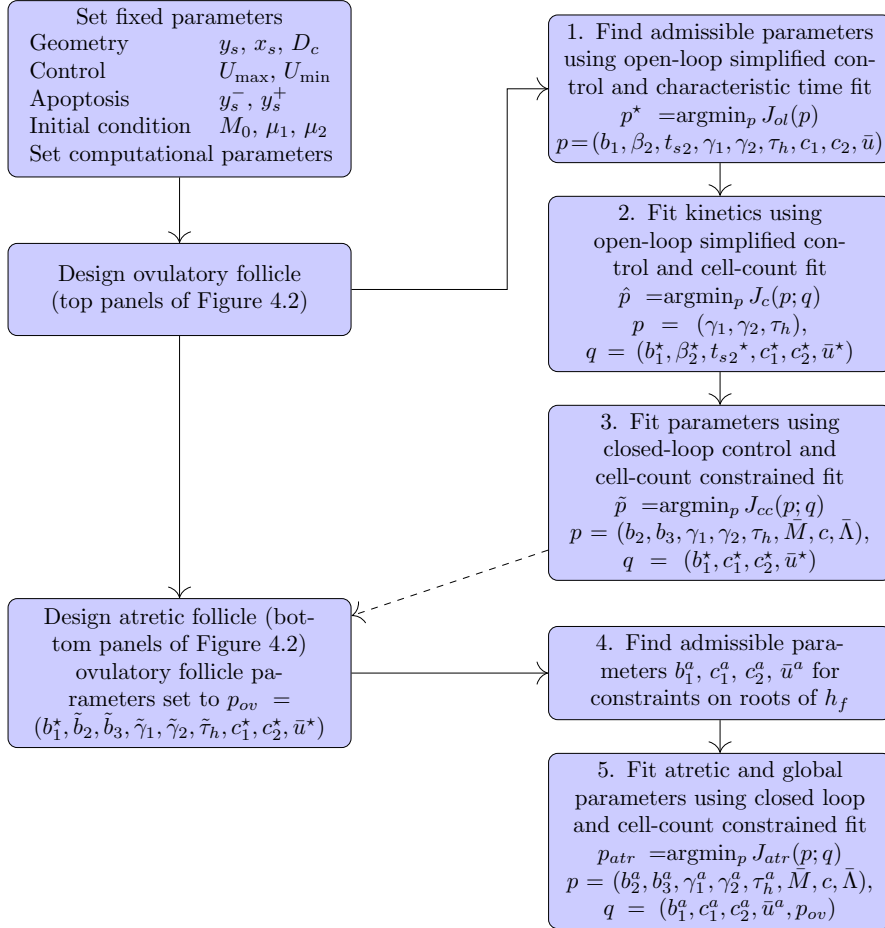 Set fixed parameters
Geometry y_s, x_s, D_c
Control U_max, U_min
Apoptosis y_s^-, y_s^+
Initial condition M_0, μ_1, μ_2
Set computational parameters
Design ovulatory follicle
(top panels of Figure 4.2)
1. Find admissible parameters
using open-loop simplified con-
trol and characteristic time fit
p^⋆ =argmin_p J_ol(p)
p=(b_1, β_2, t_s2, γ_1, γ_2, τ_h, c_1, c_2, ū)
2. Fit kinetics using
open-loop simplified con-
trol and cell-count fit
p̂ =argmin_p J_c(p; q)
p = (γ_1, γ_2, τ_h),
q = (b_1^⋆, β_2^⋆, t_s2^⋆, c_1^⋆, c_2^⋆, ū^⋆)
3. Fit parameters using
closed-loop control and
cell-count constrained fit
p̃ =argmin_p J_cc(p; q)
p = (b_2, b_3, γ_1, γ_2, τ_h, M̄, c, Λ̄),
q = (b_1^⋆, c_1^⋆, c_2^⋆, ū^⋆)
Design atretic follicle (bot-
tom panels of Figure 4.2)
ovulatory follicle pa-
rameters set to p_ov =
(b_1^⋆, b̃_2, b̃_3, γ̃_1, γ̃_2, τ̃_h, c_1^⋆, c_2^⋆, ū^⋆)
4. Find admissible para-
meters b_1^a, c_1^a, c_2^a, ū^a for
constraints on roots of h_f
5. Fit atretic and global
parameters using closed loop
and cell-count constrained fit
p_atr =argmin_p J_atr(p; q)
p = (b_2^a, b_3^a, γ_1^a, γ_2^a, τ_h^a, M̄, c, Λ̄),
q = (b_1^a, c_1^a, c_2^a, ū^a, p_ov)